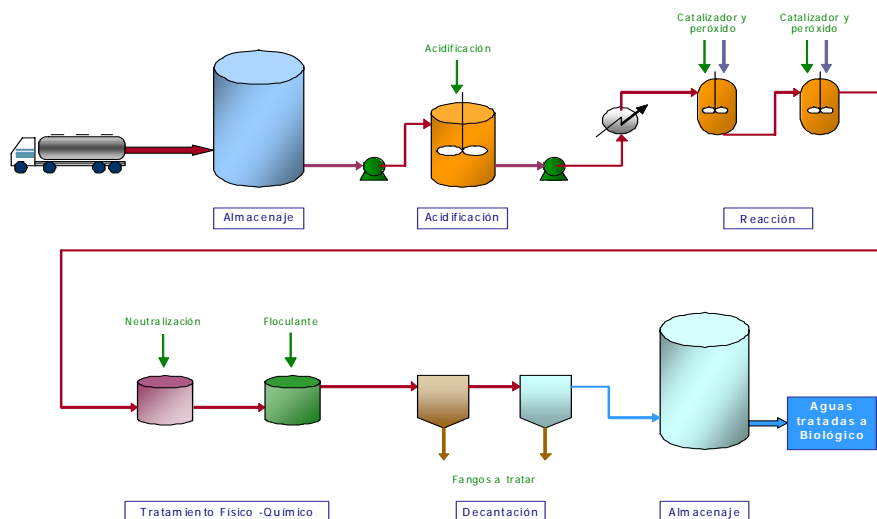 Catalizador y
peróxido
Catalizador y
peróxido
Acidificación
Almacenaje
Acidificación
Reacción
Neutralización
Floculante
Aguas
tratadas a
Biológico
Fangos a tratar
Tratamiento Físico -Químico
Decantación
Almacenaje